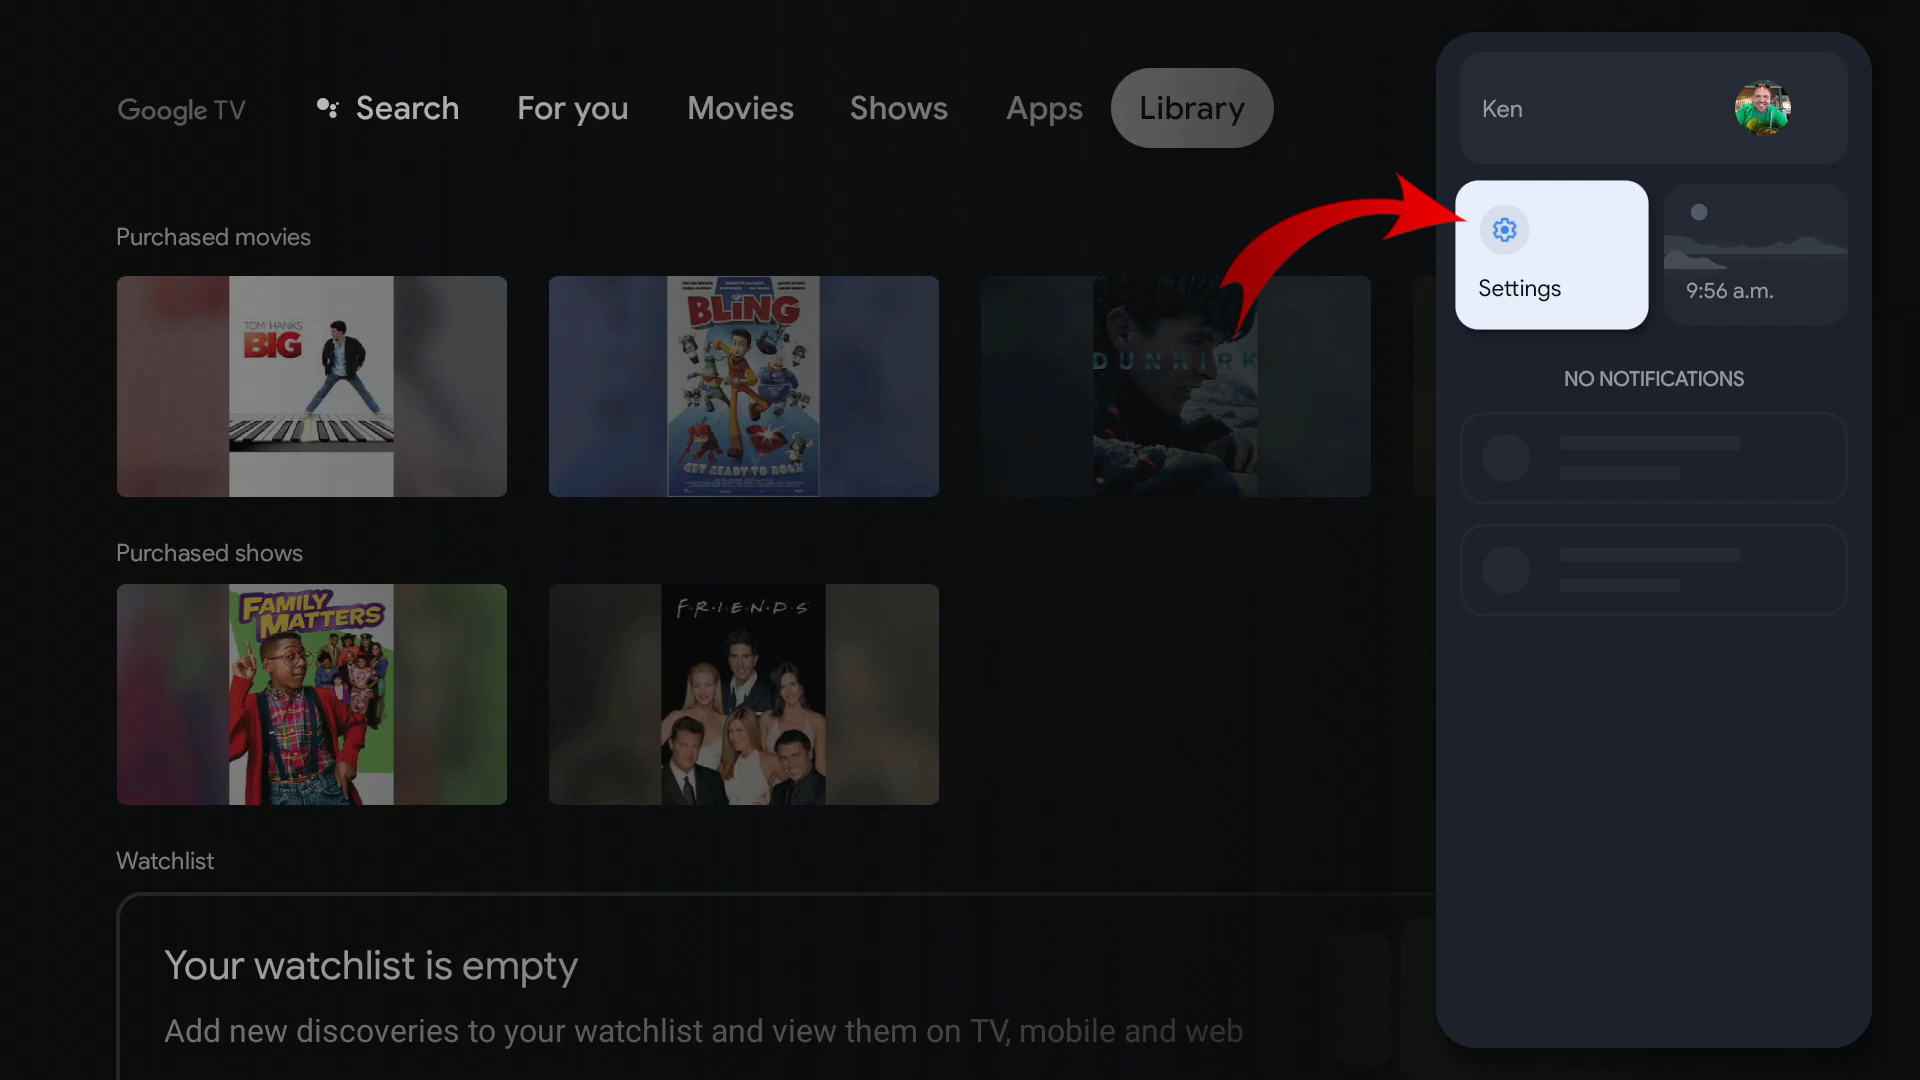 Google TV
Search
For you
Movies
Shows
Apps
Library
Ken
Settings
9:56 a.m.
NO NOTIFICATIONS
Purchased movies
TOM HANKS
BIG
BLING
GET READY TO ROCK
DUNKIRK
Purchased shows
FAMILY
MATTERS
F·R·I·E·N·D·S
Watchlist
Your watchlist is empty
Add new discoveries to your watchlist and view them on TV, mobile and web